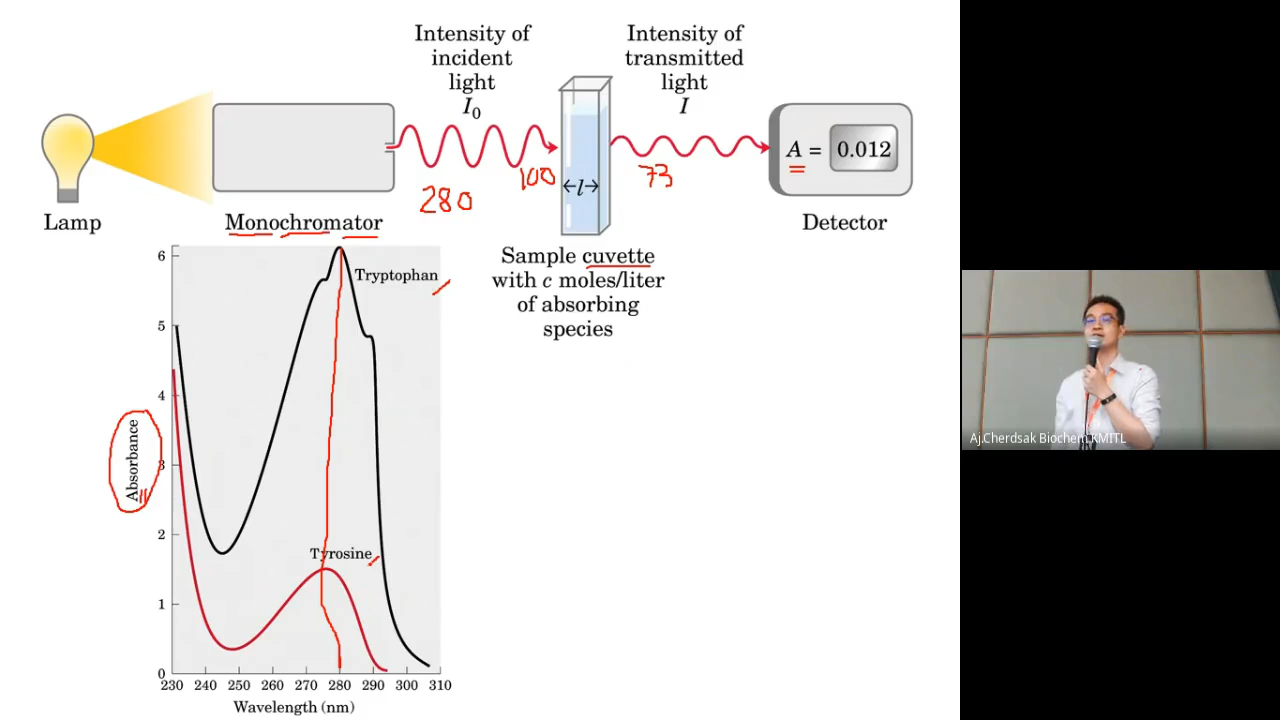 Intensity of
incident
light
I0
Intensity of
transmitted
light
I
100
73
280
l
A = 0.012
Lamp
Monochromator
Detector
Sample cuvette
with c moles/liter
of absorbing
species
Absorbance
6
5
4
3
2
1
0
Tryptophan
Tyrosine
230 240 250 260 270 280 290 300 310
Wavelength (nm)
Aj.Cherdsak Biochem KMITL